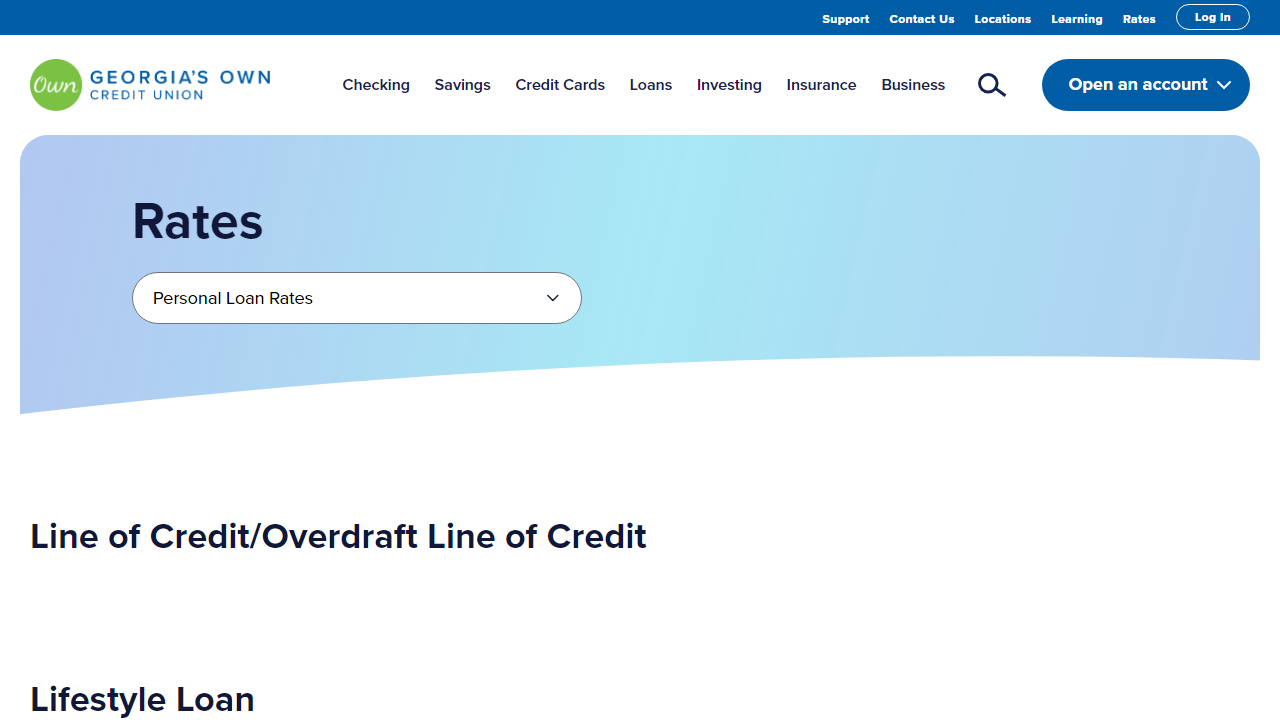 Support Contact Us Locations Learning Rates Log In
Own GEORGIA'S OWN
CREDIT UNION
Checking Savings Credit Cards Loans Investing Insurance Business Open an account
Rates
Personal Loan Rates
Line of Credit/Overdraft Line of Credit
Lifestyle Loan